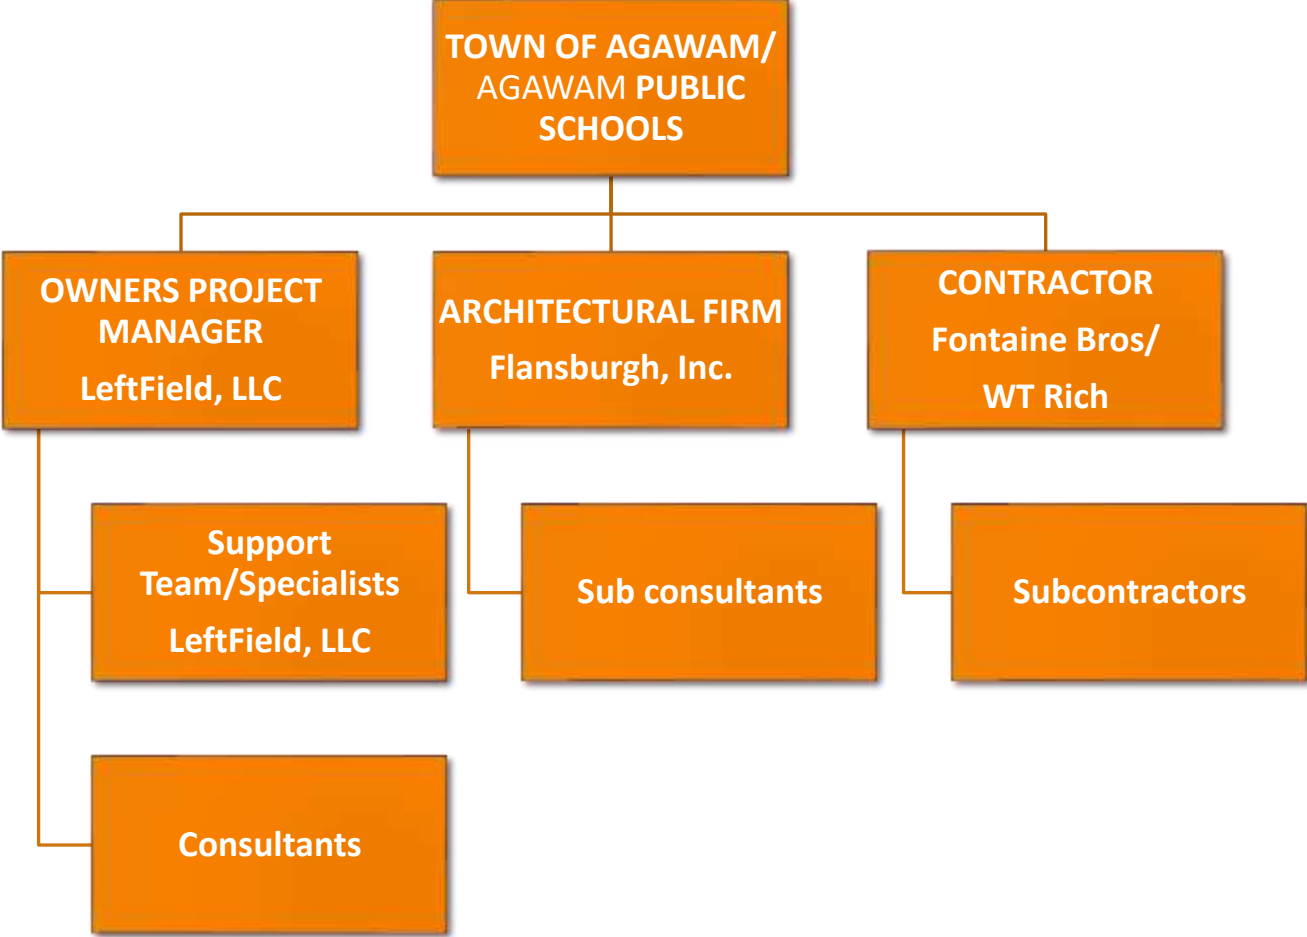 TOWN OF AGAWAM/
AGAWAM PUBLIC
SCHOOLS
OWNERS PROJECT
MANAGER
LeftField, LLC
ARCHITECTURAL FIRM
Flansburgh, Inc.
CONTRACTOR
Fontaine Bros/
WT Rich
Support
Team/Specialists
LeftField, LLC
Sub consultants
Subcontractors
Consultants